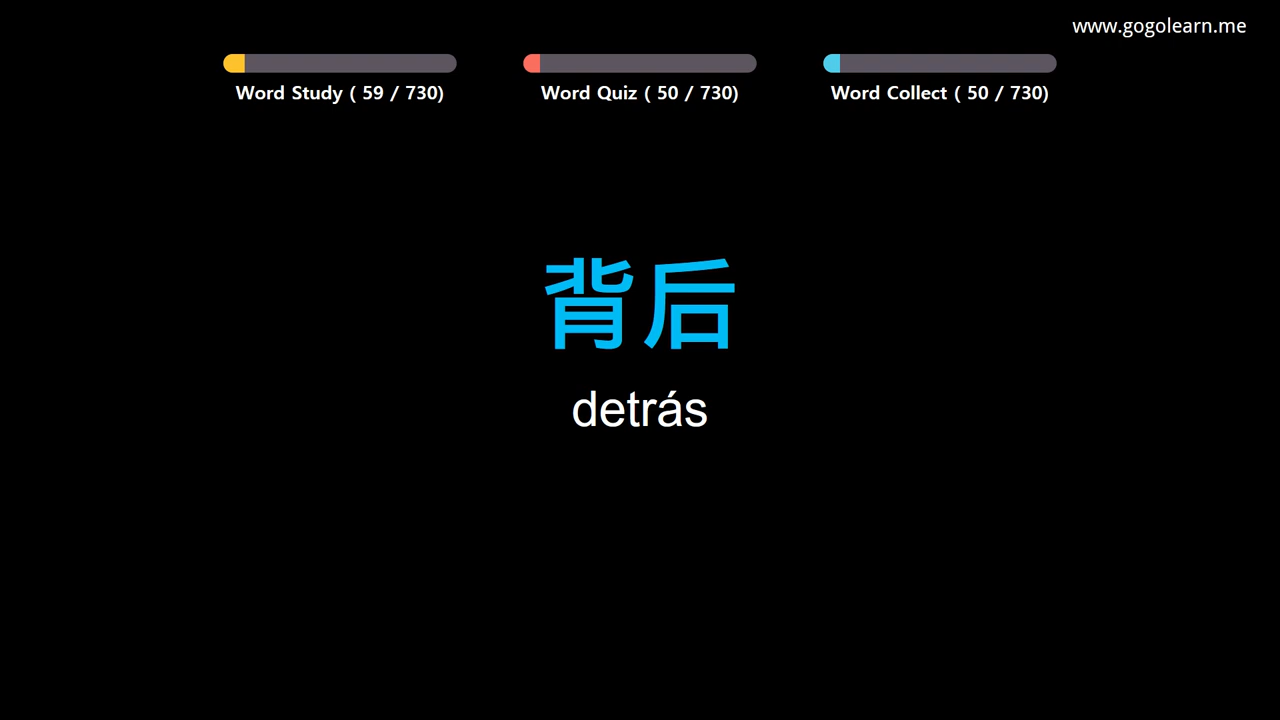 www.gogolearn.me
Word Study ( 59 / 730)
Word Quiz ( 50 / 730)
Word Collect ( 50 / 730)
背后
detrás